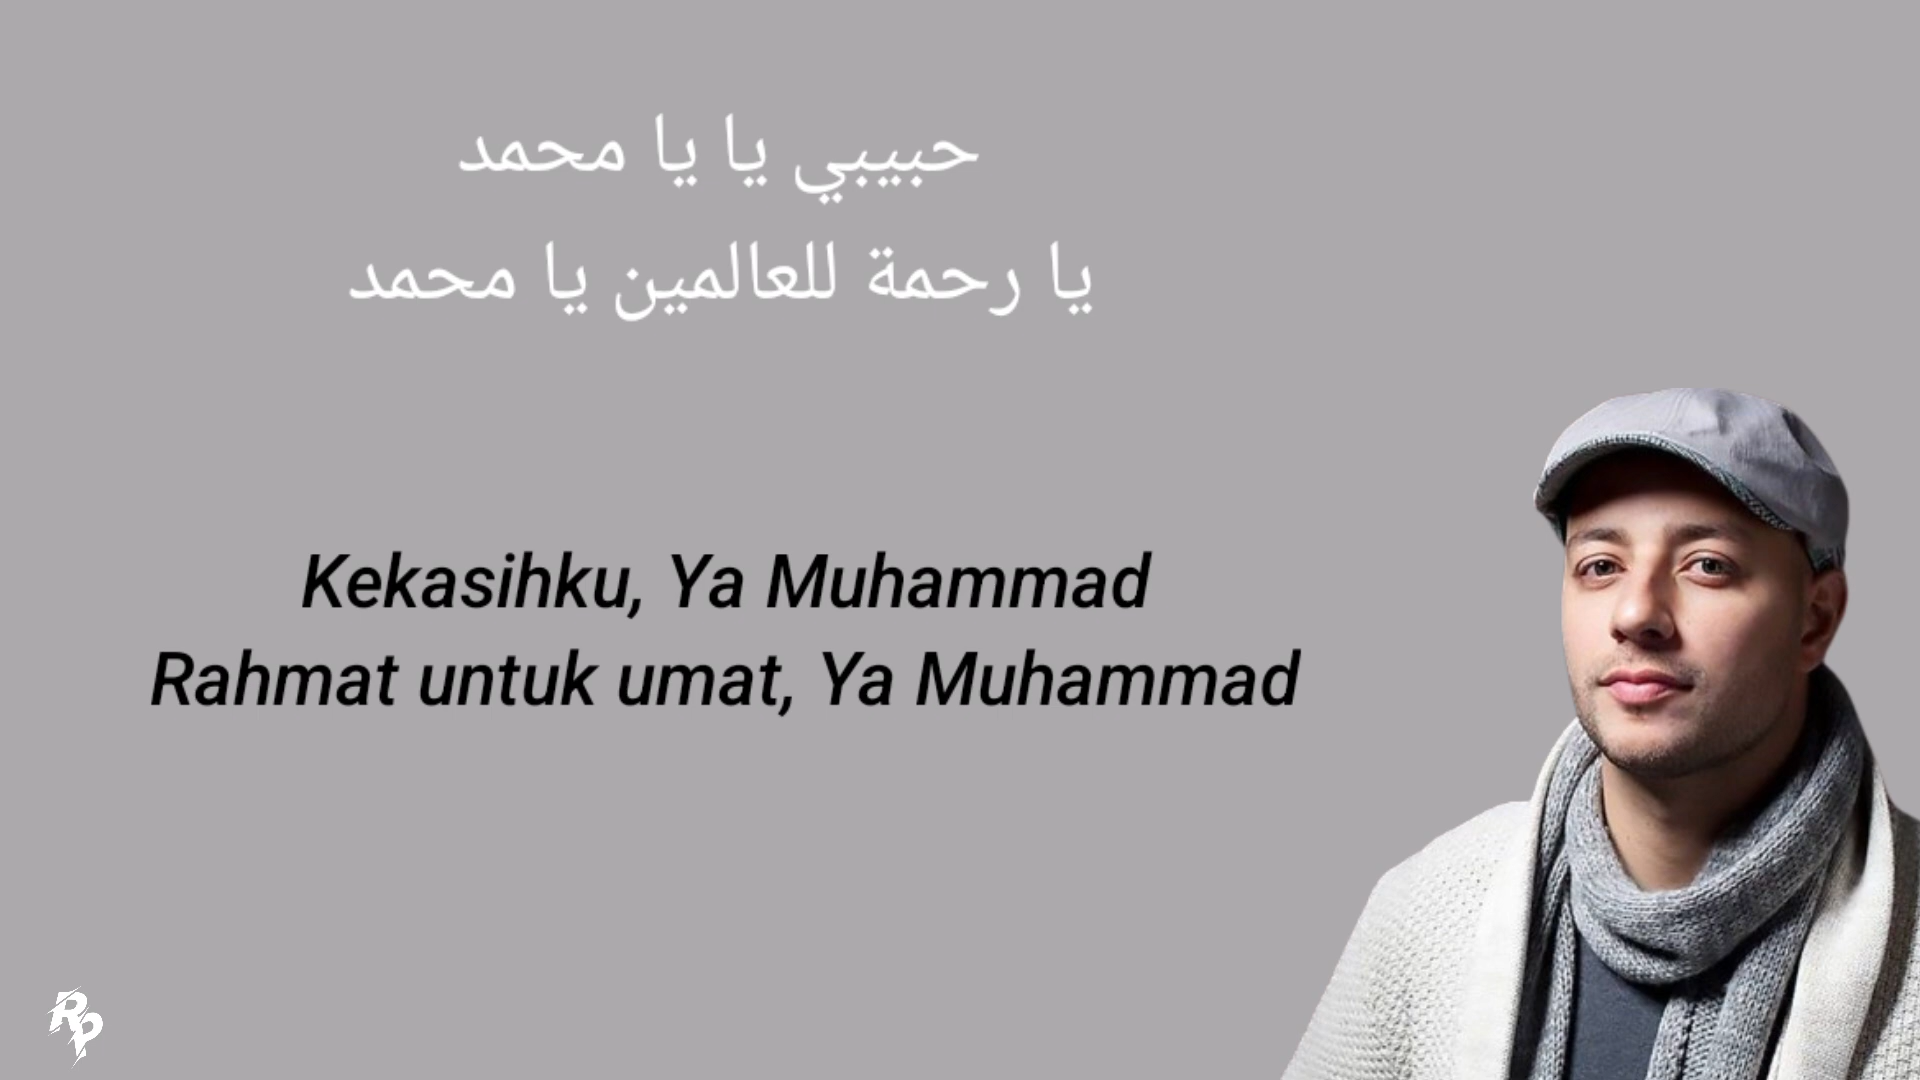 حبيبي يا يا محمد
يا رحمة للعالمين يا محمد
Kekasihku, Ya Muhammad
Rahmat untuk umat, Ya Muhammad
RP